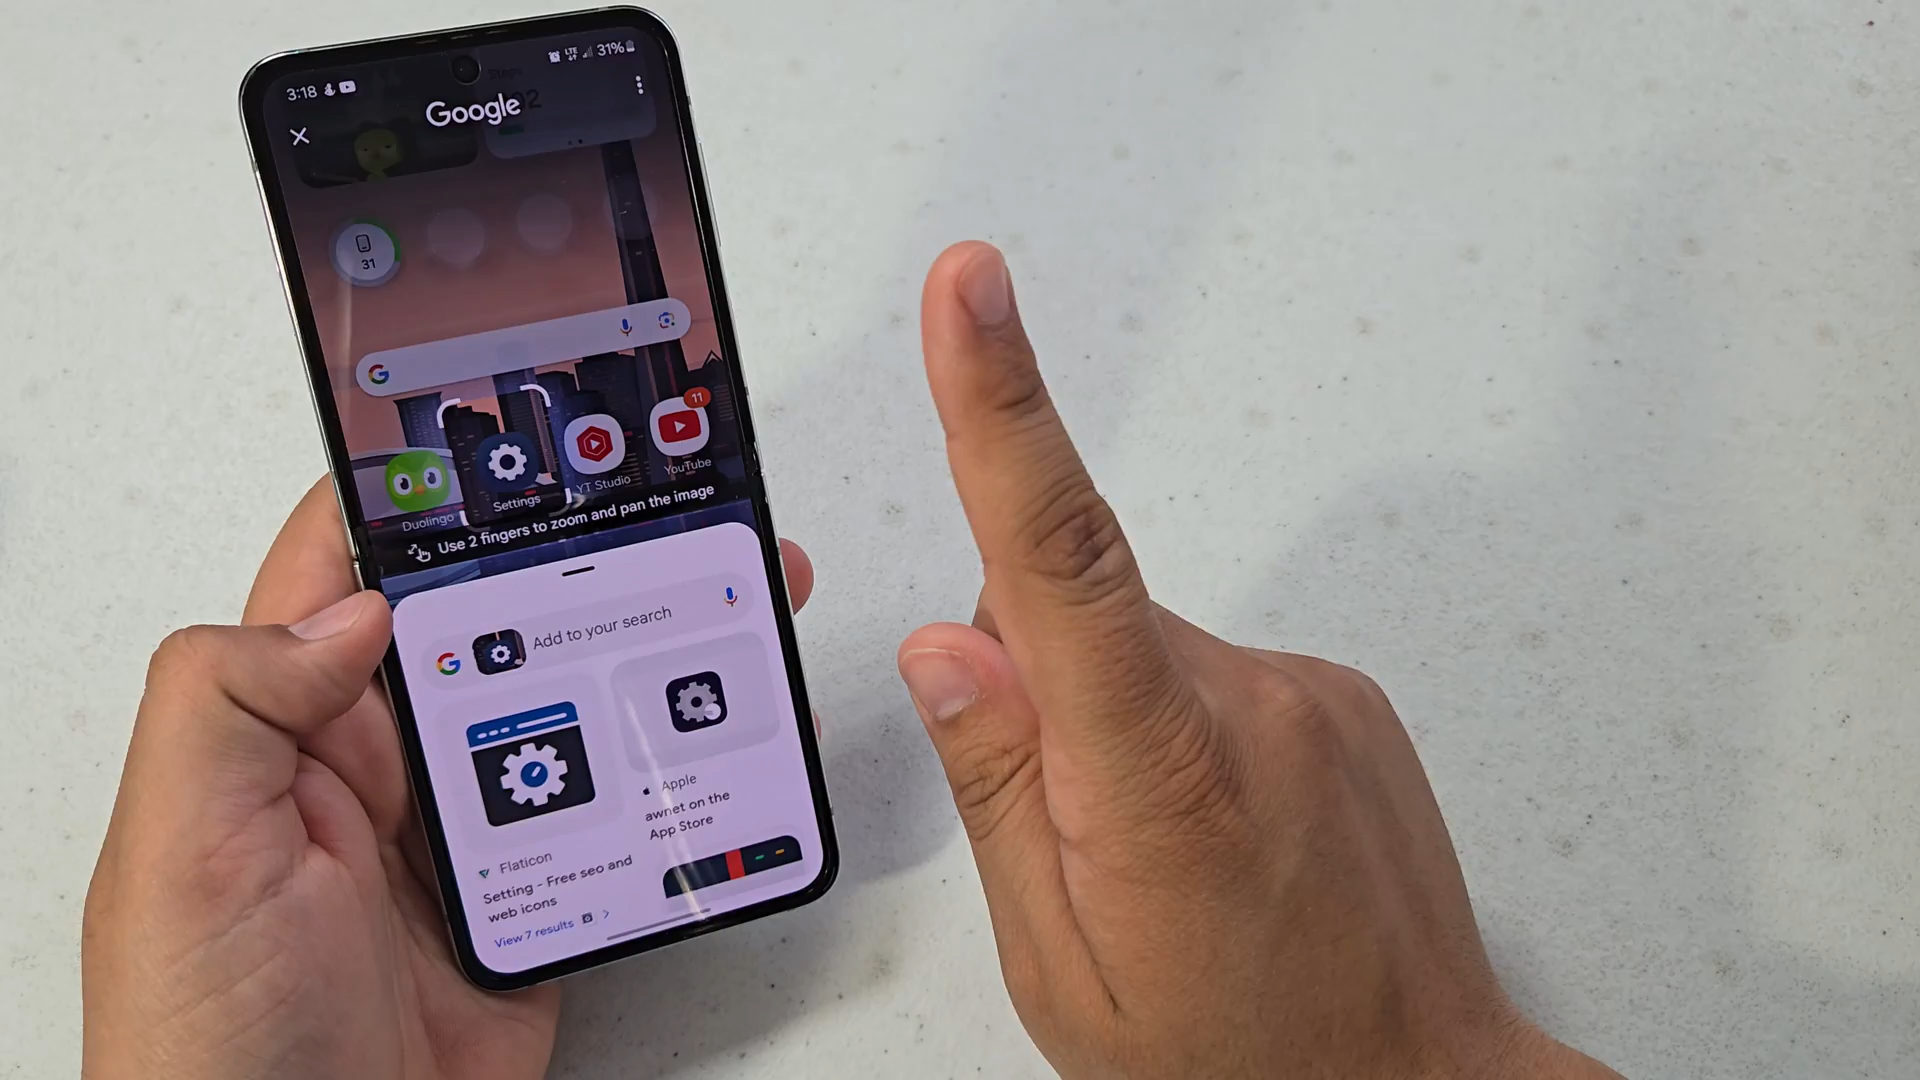 3:18
LTE
31%
Steps
Google
31
G
11
Duolingo
Settings
YT Studio
YouTube
Use 2 fingers to zoom and pan the image
G
Add to your search
Flaticon
Setting - Free seo and
web icons
View 7 results
Apple
awnet on the
App Store